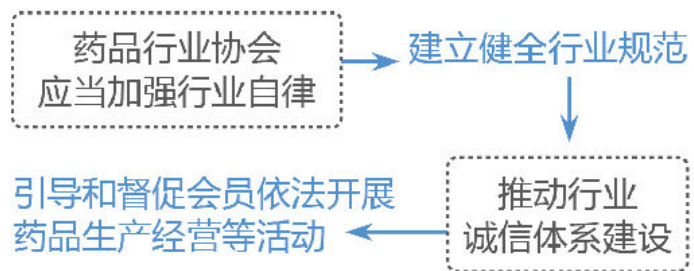 药品行业协会
应当加强行业自律
建立健全行业规范
推动行业
诚信体系建设
引导和督促会员依法开展
药品生产经营等活动